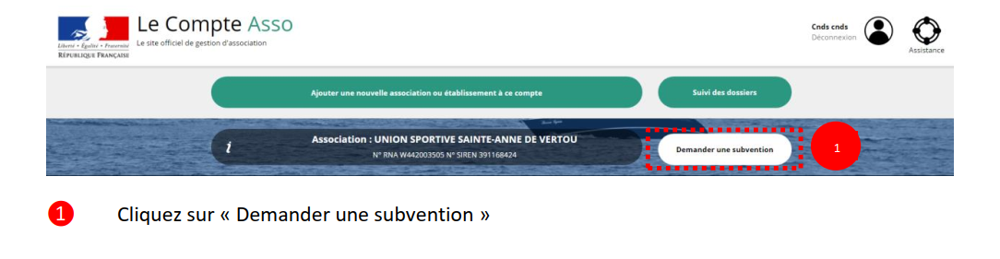 Le Compte Asso
Le site officiel de gestion d'association
Liberté • Égalité • Fraternité
RÉPUBLIQUE FRANÇAISE
Cnds cnds
Déconnexion
Assistance
Ajouter une nouvelle association ou établissement à ce compte
Suivi des dossiers
i
Association : UNION SPORTIVE SAINTE-ANNE DE VERTOU
N° RNA W442003505 N° SIREN 391168424
Demander une subvention
1
1 Cliquez sur « Demander une subvention »